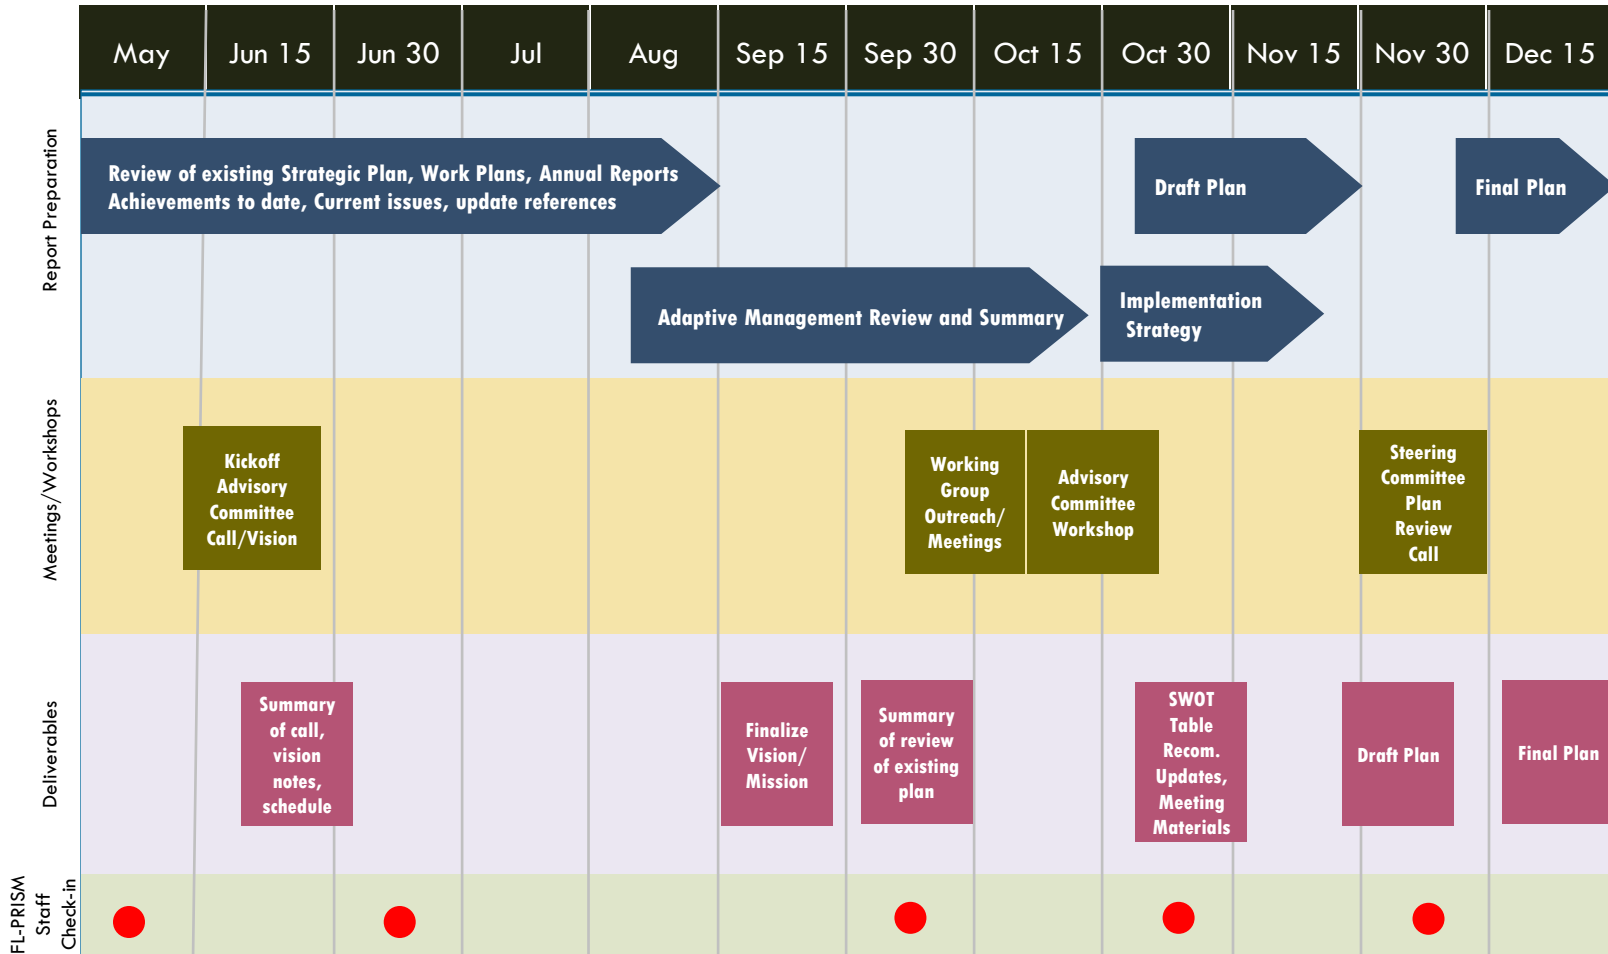 May
Jun 15
Jun 30
Jul
Aug
Sep 15
Sep 30
Oct 15
Oct 30
Nov 15
Nov 30
Dec 15
Report Preparation
Review of existing Strategic Plan, Work Plans, Annual Reports
Achievements to date, Current issues, update references
Draft Plan
Final Plan
Adaptive Management Review and Summary
Implementation
Strategy
Meetings/Workshops
Kickoff
Advisory
Committee
Call/Vision
Working
Group
Outreach/
Meetings
Advisory
Committee
Workshop
Steering
Committee
Plan
Review
Call
Deliverables
Summary
of call,
vision
notes,
schedule
Finalize
Vision/
Mission
Summary
of review
of existing
plan
SWOT
Table
Recom.
Updates,
Meeting
Materials
Draft Plan
Final Plan
FL-PRISM
Staff
Check-in